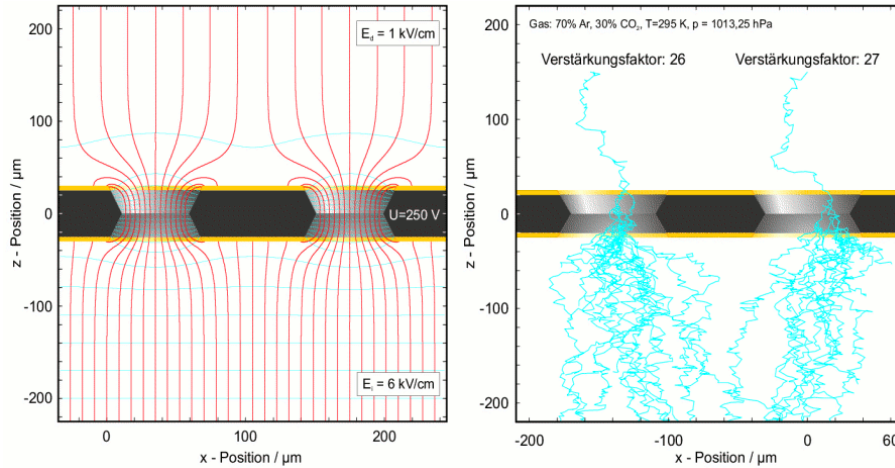 E_d = 1 kV/cm
U=250 V
E_i = 6 kV/cm
z - Position / µm
200
100
0
-100
-200
0
100
200
x - Position / µm
Gas: 70% Ar, 30% CO₂, T=295 K, p = 1013,25 hPa
Verstärkungsfaktor: 26
Verstärkungsfaktor: 27
z - Position / µm
200
100
0
-100
-200
-200
-100
0
60
x - Position / µm